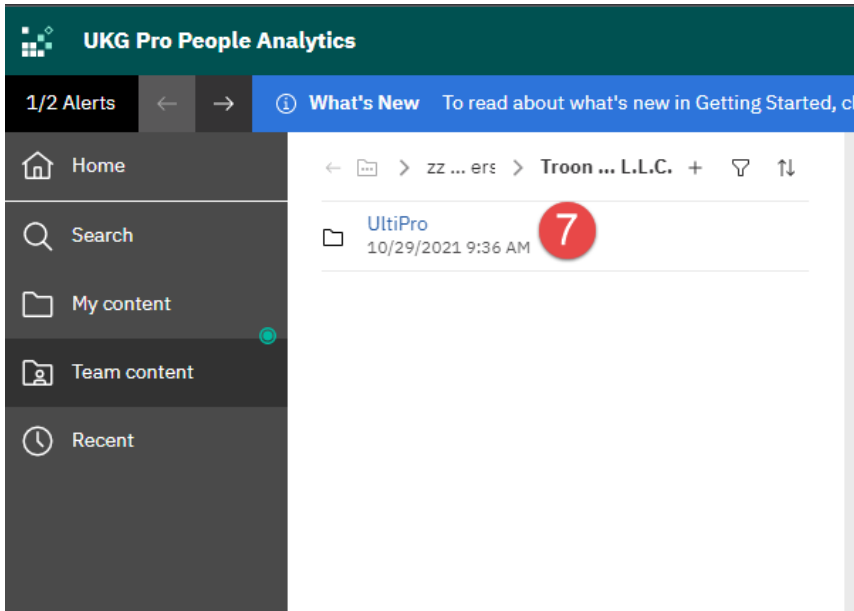 UKG Pro People Analytics
1/2 Alerts ← → What's New To read about what's new in Getting Started,
Home
← > zz ... ers > Troon ... L.L.C. +
Search
UltiPro
10/29/2021 9:36 AM
7
My content
Team content
Recent